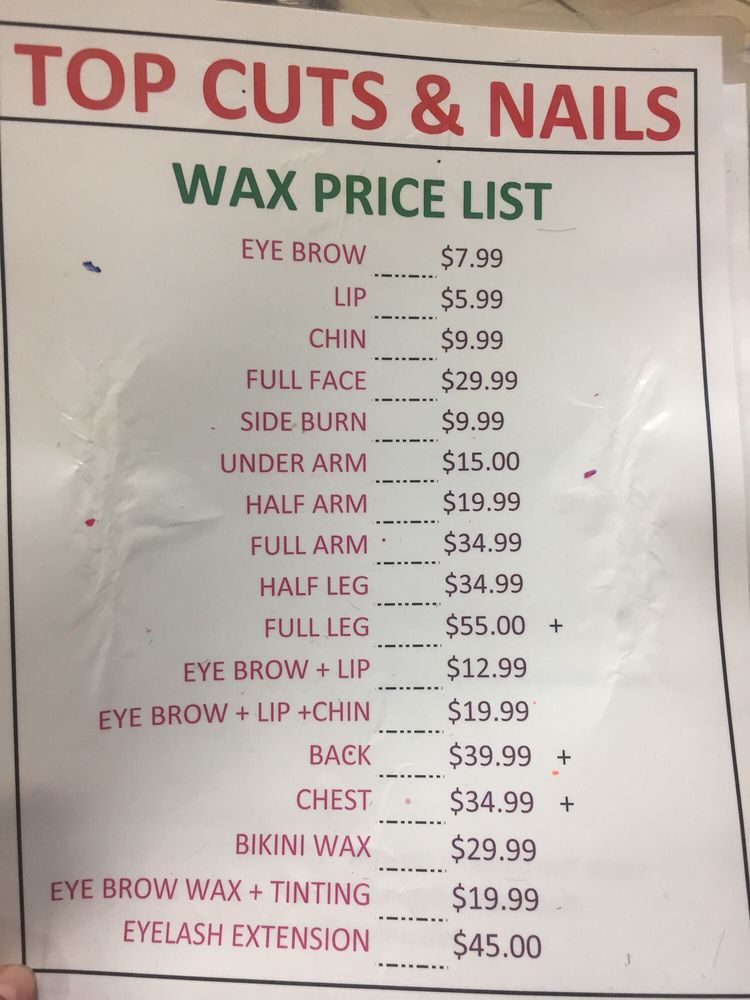 TOP CUTS & NAILS
WAX PRICE LIST
EYE BROW $7.99
LIP $5.99
CHIN $9.99
FULL FACE $29.99
SIDE BURN $9.99
UNDER ARM $15.00
HALF ARM $19.99
FULL ARM $34.99
HALF LEG $34.99
FULL LEG $55.00 +
EYE BROW + LIP $12.99
EYE BROW + LIP +CHIN $19.99
BACK $39.99 +
CHEST $34.99 +
BIKINI WAX $29.99
EYE BROW WAX + TINTING $19.99
EYELASH EXTENSION $45.00